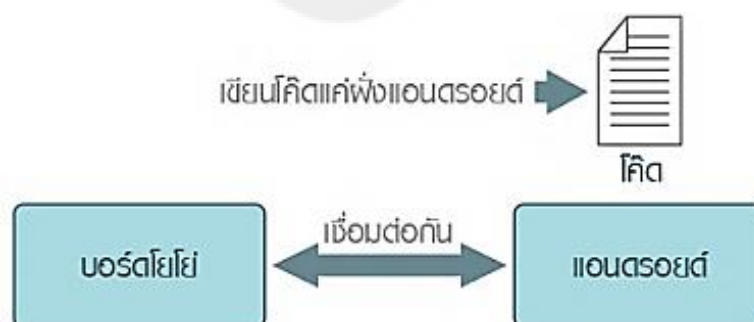 เขียนโค๊ดแค่ฝั่งแอนดรอยด์
โค๊ด
เชื่อมต่อกัน
บอร์ดโยโย่ แอนดรอยด์